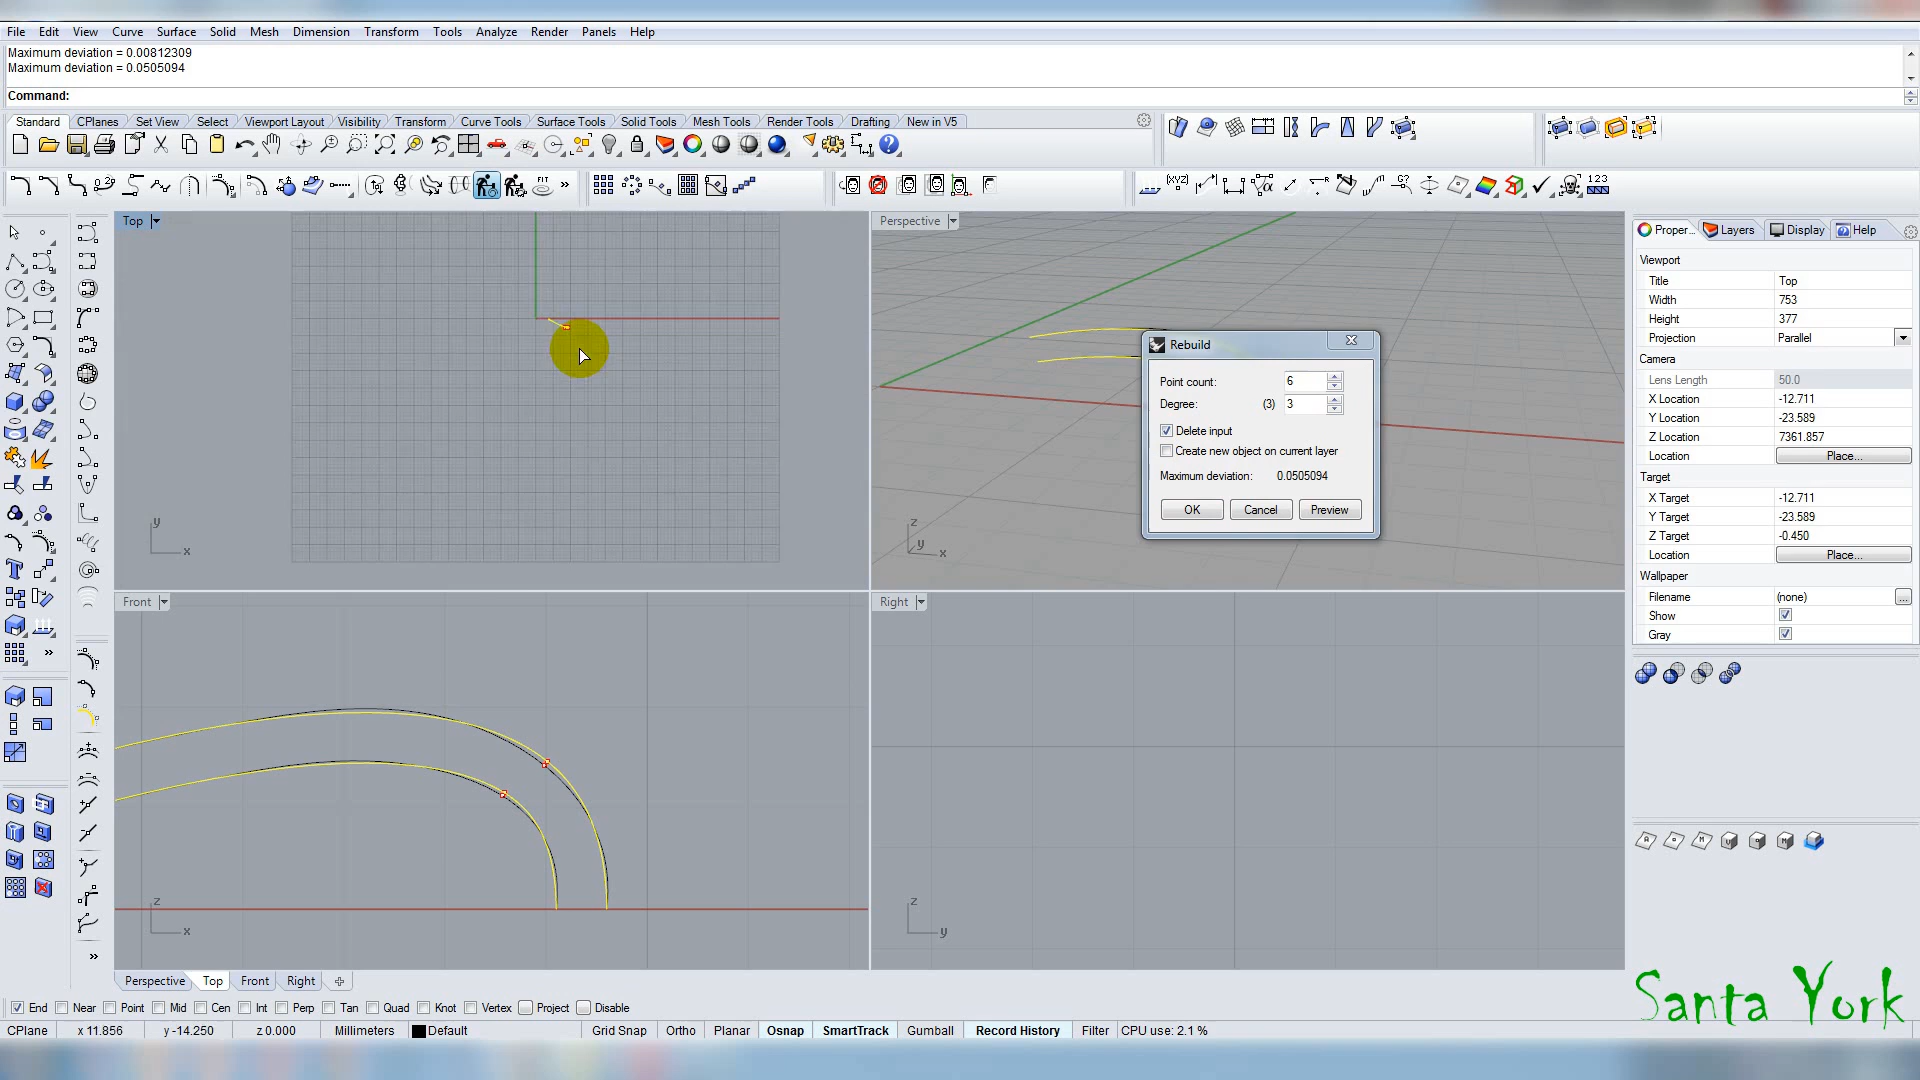 File Edit View Curve Surface Solid Mesh Dimension Transform Tools Analyze Render Panels Help
Maximum deviation = 0.00812309
Maximum deviation = 0.0505094
Command:
Standard CPlanes Set View Select Viewport Layout Visibility Transform Curve Tools Surface Tools Solid Tools Mesh Tools Render Tools Drafting New in V5
Top
Perspective
Front
Right
Rebuild
Point count: 6
Degree: (3) 3
Delete input
Create new object on current layer
Maximum deviation: 0.0505094
OK Cancel Preview
Proper... Layers Display Help
Viewport
Title Top
Width 753
Height 377
Projection Parallel
Camera
Lens Length 50.0
X Location -12.711
Y Location -23.589
Z Location 7361.857
Location Place...
Target
X Target -12.711
Y Target -23.589
Z Target -0.450
Location Place...
Wallpaper
Filename (none) ...
Show
Gray
y x
z y x
z x
z y
Perspective Top Front Right
End Near Point Mid Cen Int Perp Tan Quad Knot Vertex Project Disable
CPlane x 11.856 y -14.250 z 0.000 Millimeters Default Grid Snap Ortho Planar Osnap SmartTrack Gumball Record History Filter CPU use: 2.1 %
Santa York